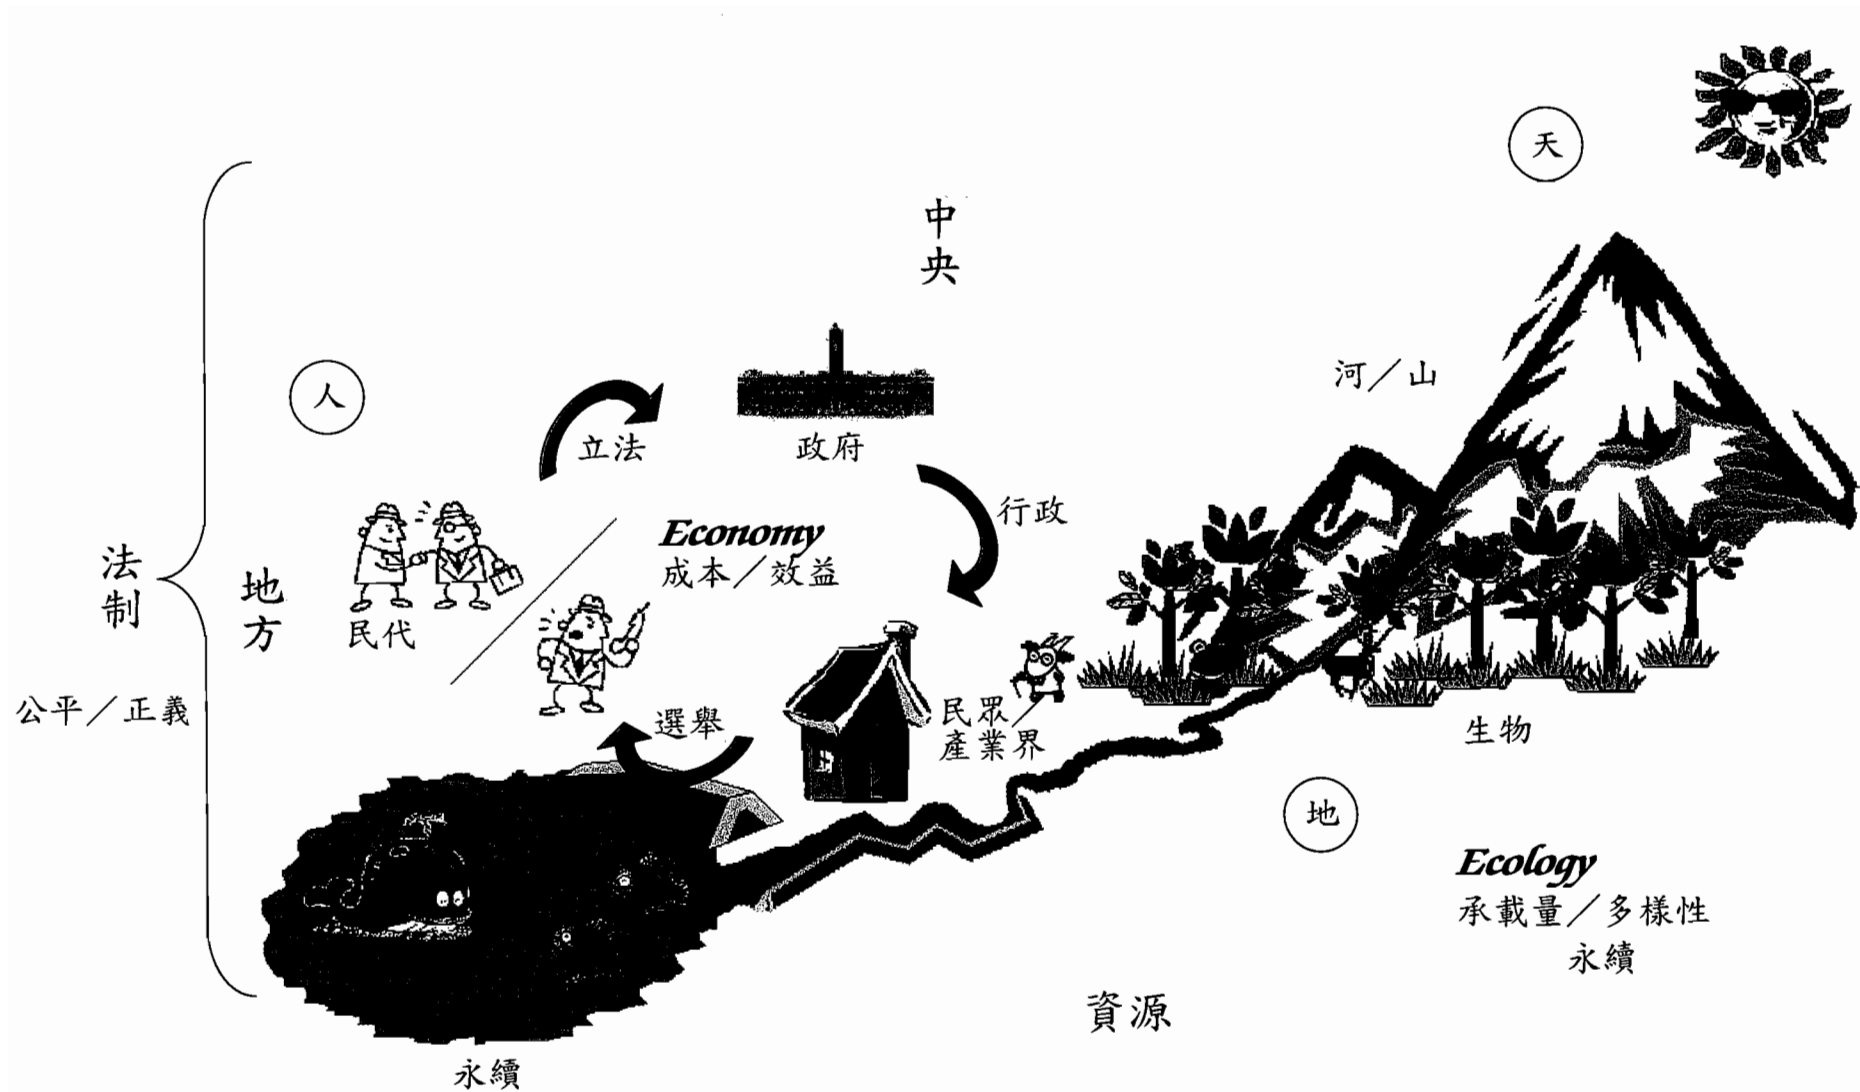 天
中央
人
河／山
立法
政府
行政
Economy
成本／效益
法制
地方
民代
公平／正義
選舉
民眾／
產業界
生物
地
Ecology
承載量／多樣性
永續
資源
永續